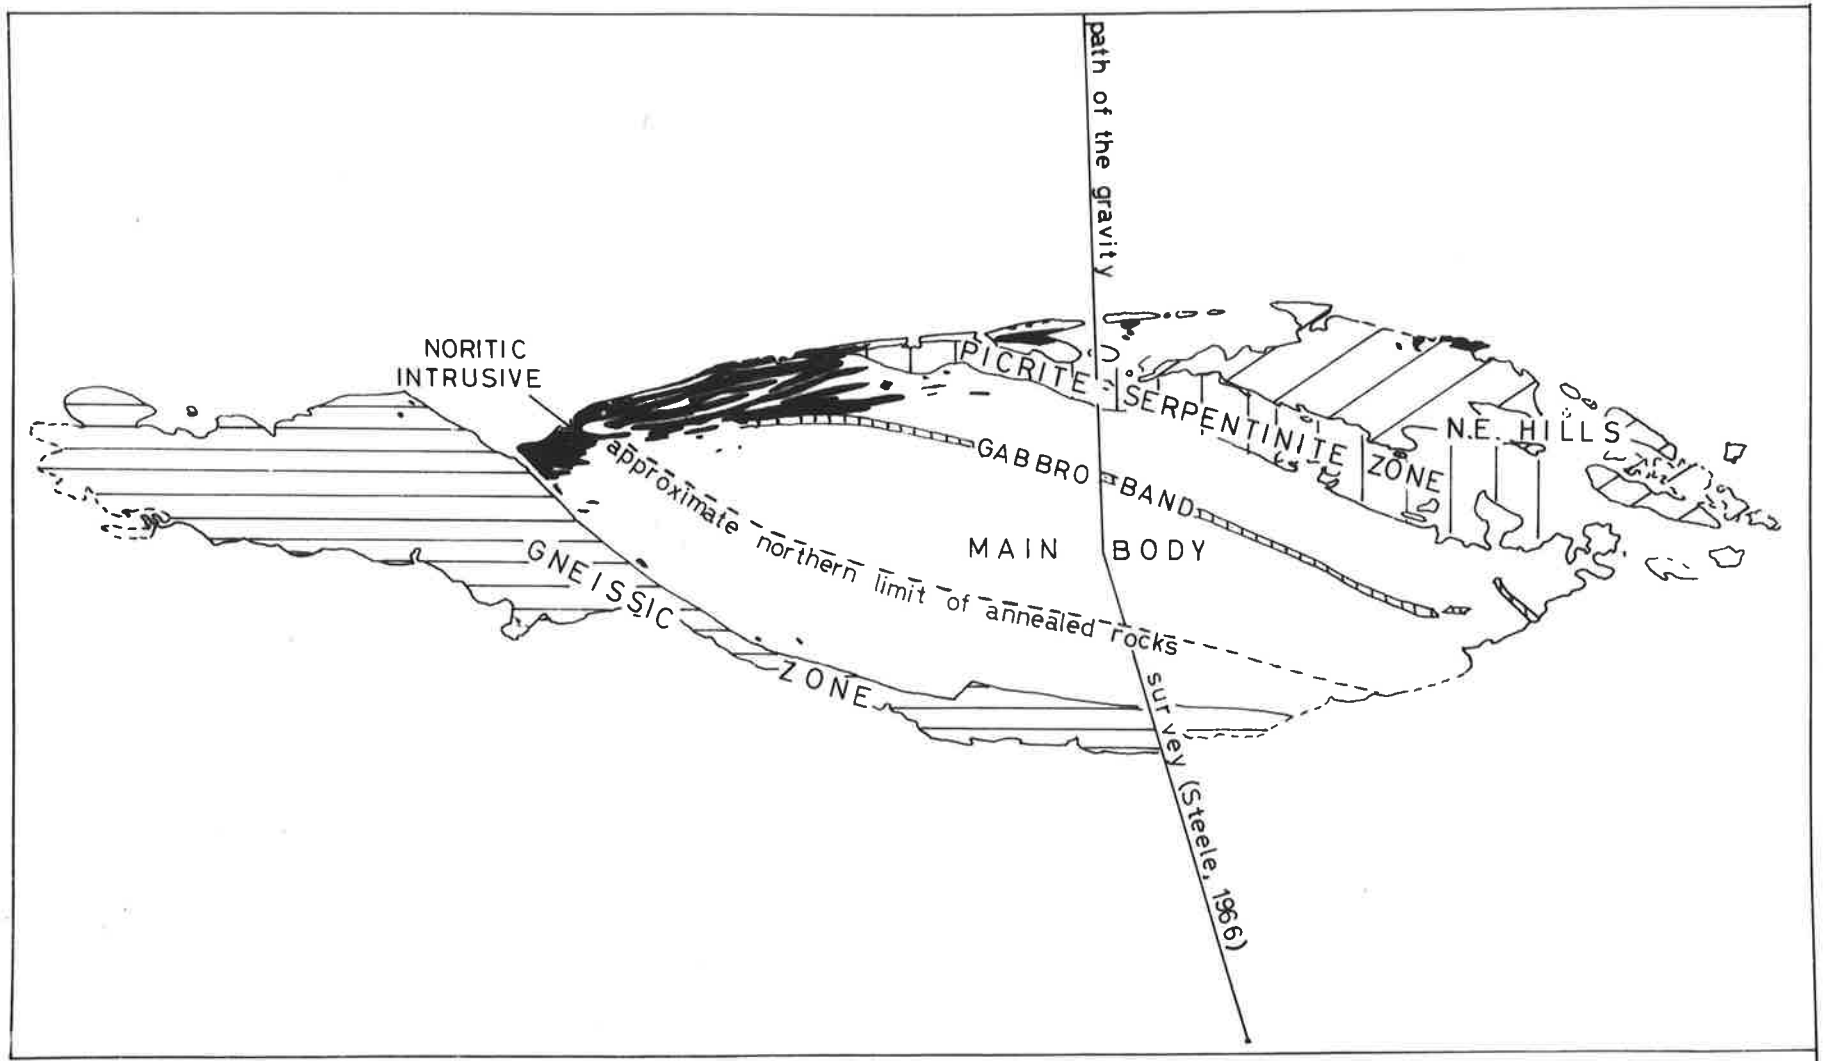 path of the gravity
NORITIC
INTRUSIVE
PICRITE - SERPENTINITE ZONE
N.E. HILLS
GABBRO BAND
approximate northern limit of annealed rocks
MAIN BODY
GNEISSIC ZONE
survey (Steele, 1966)